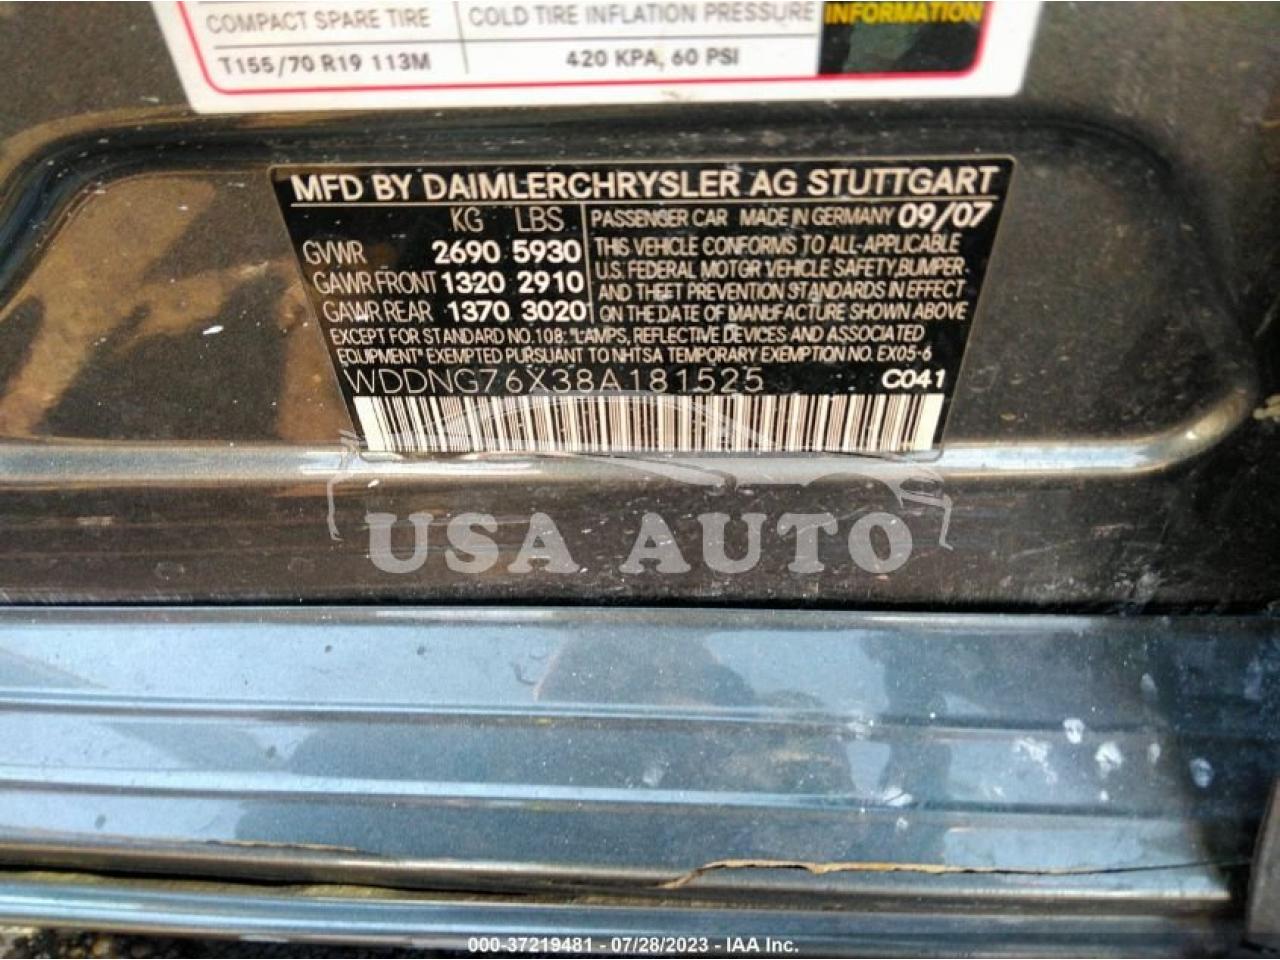 COMPACT SPARE TIRE COLD TIRE INFLATION PRESSURE INFORMATION
T155/70 R19 113M 420 KPA, 60 PSI
MFD BY DAIMLERCHRYSLER AG STUTTGART
KG LBS PASSENGER CAR MADE IN GERMANY 09/07
GVWR 2690 5930 THIS VEHICLE CONFORMS TO ALL-APPLICABLE
GAWR FRONT 1320 2910 U.S. FEDERAL MOTOR VEHICLE SAFETY, BUMPER
GAWR REAR 1370 3020 AND THEFT PREVENTION STANDARDS IN EFFECT
ON THE DATE OF MANUFACTURE SHOWN ABOVE
EXCEPT FOR STANDARD NO. 108: "LAMPS, REFLECTIVE DEVICES AND ASSOCIATED
EQUIPMENT" EXEMPTED PURSUANT TO NHTSA TEMPORARY EXEMPTION NO. EX05-6
WDDNG76X38A181525 C041
USA AUTO
000-37219481 - 07/28/2023 - IAA Inc.